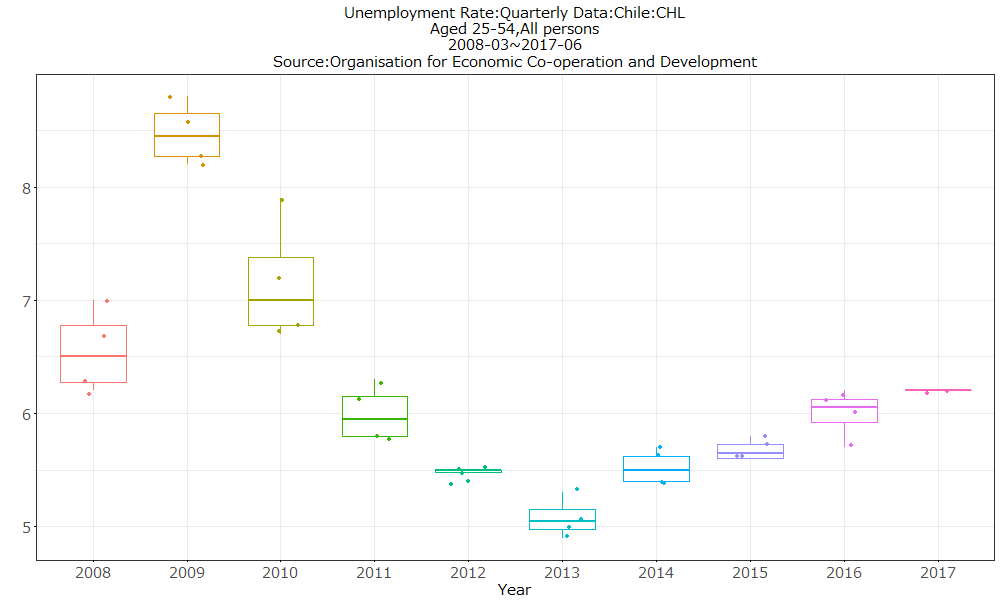 Unemployment Rate:Quarterly Data:Chile:CHL
Aged 25-54,All persons
2008-03~2017-06
Source:Organisation for Economic Co-operation and Development
8
7
6
5
2008 2009 2010 2011 2012 2013 2014 2015 2016 2017
Year